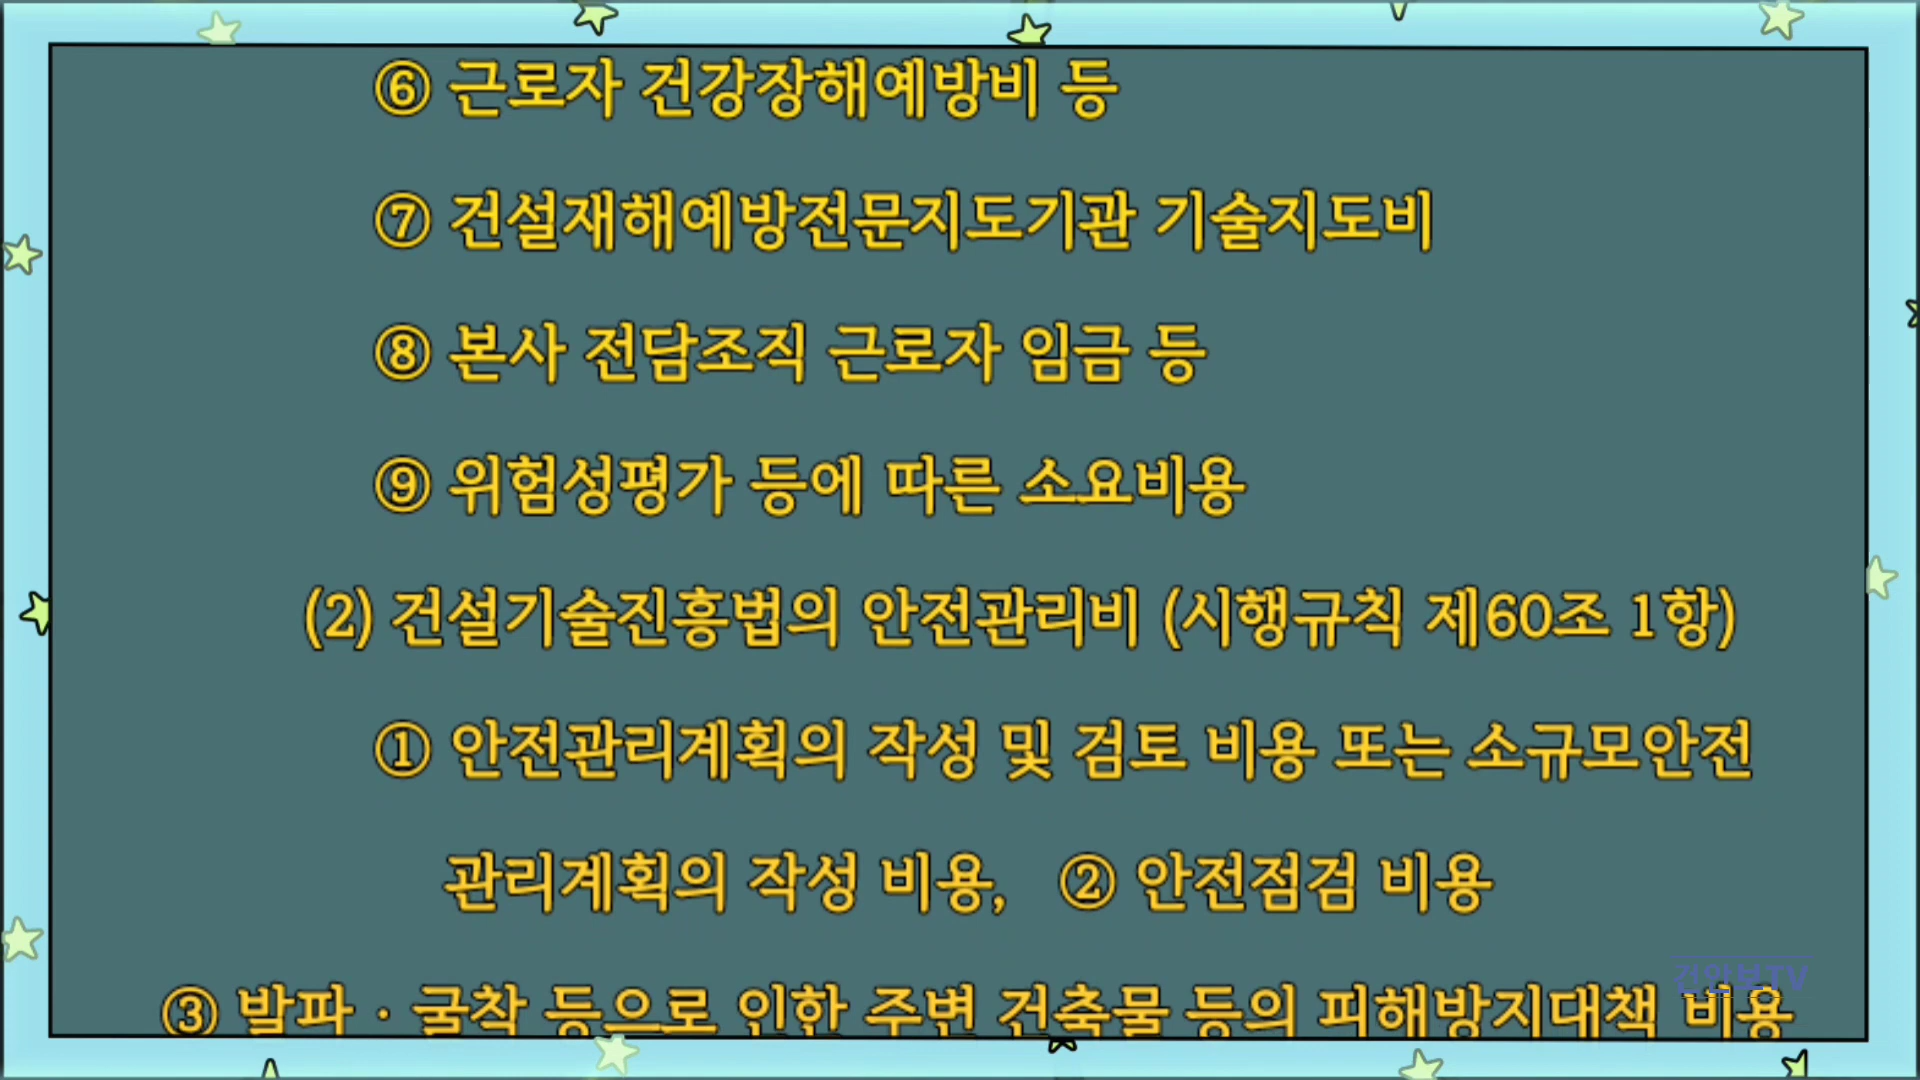 ⑥ 근로자 건강장해예방비 등
⑦ 건설재해예방전문지도기관 기술지도비
⑧ 본사 전담조직 근로자 임금 등
⑨ 위험성평가 등에 따른 소요비용
(2) 건설기술진흥법의 안전관리비 (시행규칙 제60조 1항)
① 안전관리계획의 작성 및 검토 비용 또는 소규모안전
관리계획의 작성 비용, ② 안전점검 비용
건안보TV
③ 발파 · 굴착 등으로 인한 주변 건축물 등의 피해방지대책 비용